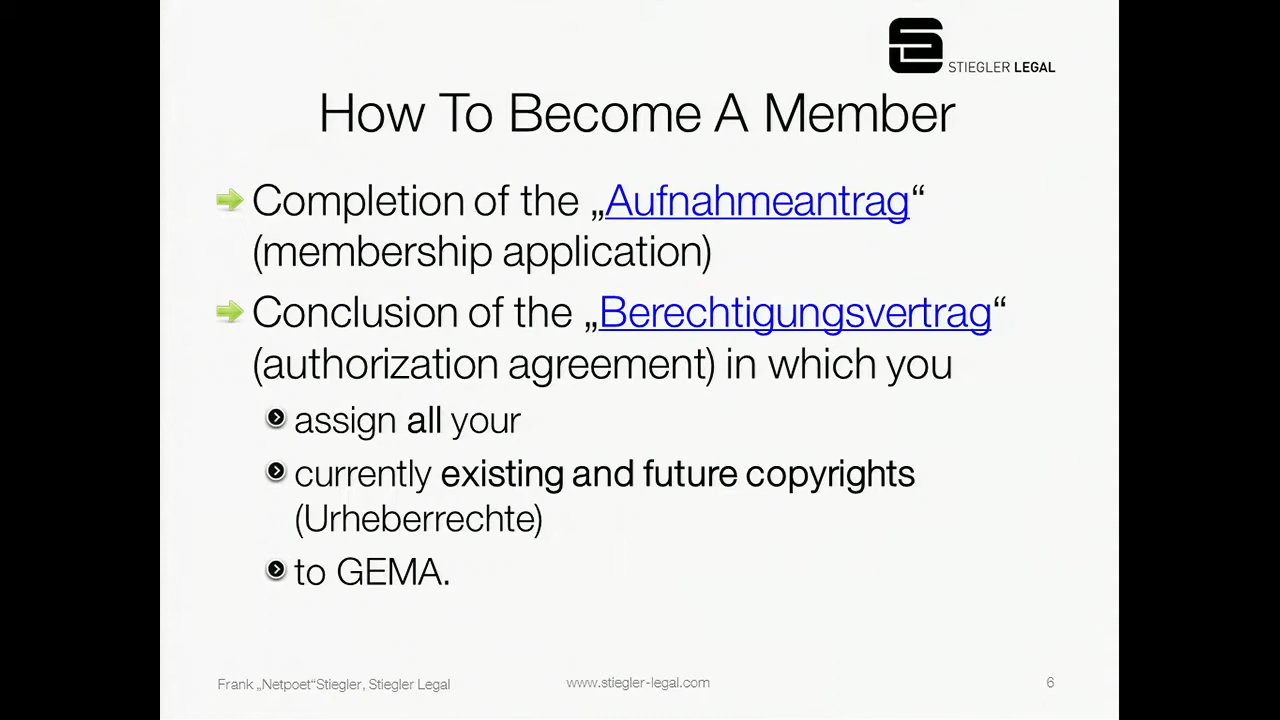 STIEGLER LEGAL
How To Become A Member
Completion of the „Aufnahmeantrag“
(membership application)
Conclusion of the „Berechtigungsvertrag“
(authorization agreement) in which you
assign all your
currently existing and future copyrights
(Urheberrechte)
to GEMA.
Frank „Netpoet“Stiegler, Stiegler Legal
www.stiegler-legal.com
6